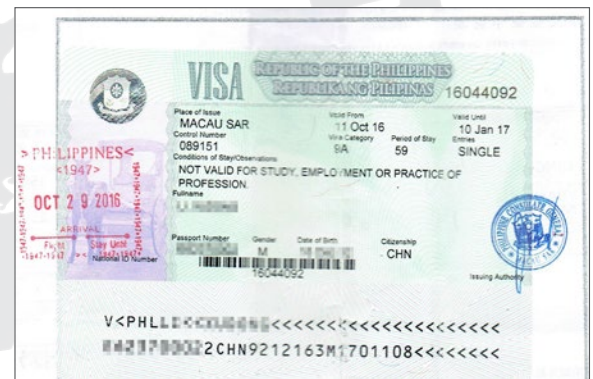 VISA
REPUBLIC OF THE PHILIPPINES
REPUBLIKA NG PILIPINAS
16044092
Place of Issue Valid From Valid Until
MACAU SAR 11 Oct 16 10 Jan 17
Control Number Visa Category Period of Stay Entries
089151 9A 59 SINGLE
Conditions of Stay/Observations
NOT VALID FOR STUDY, EMPLOYMENT OR PRACTICE OF
PROFESSION.
Fullname
Passport Number Gender Date of Birth Citizenship
M CHN
National ID Number
16044092
Issuing Authority
>PHILIPPINES<
<1947>
OCT 29 2016
ARRIVAL
Flight Stay Until
V<PHLL <<<<<<<<<<<<<<<<<<<<
2CHN9212163M1701108<<<<<<<<